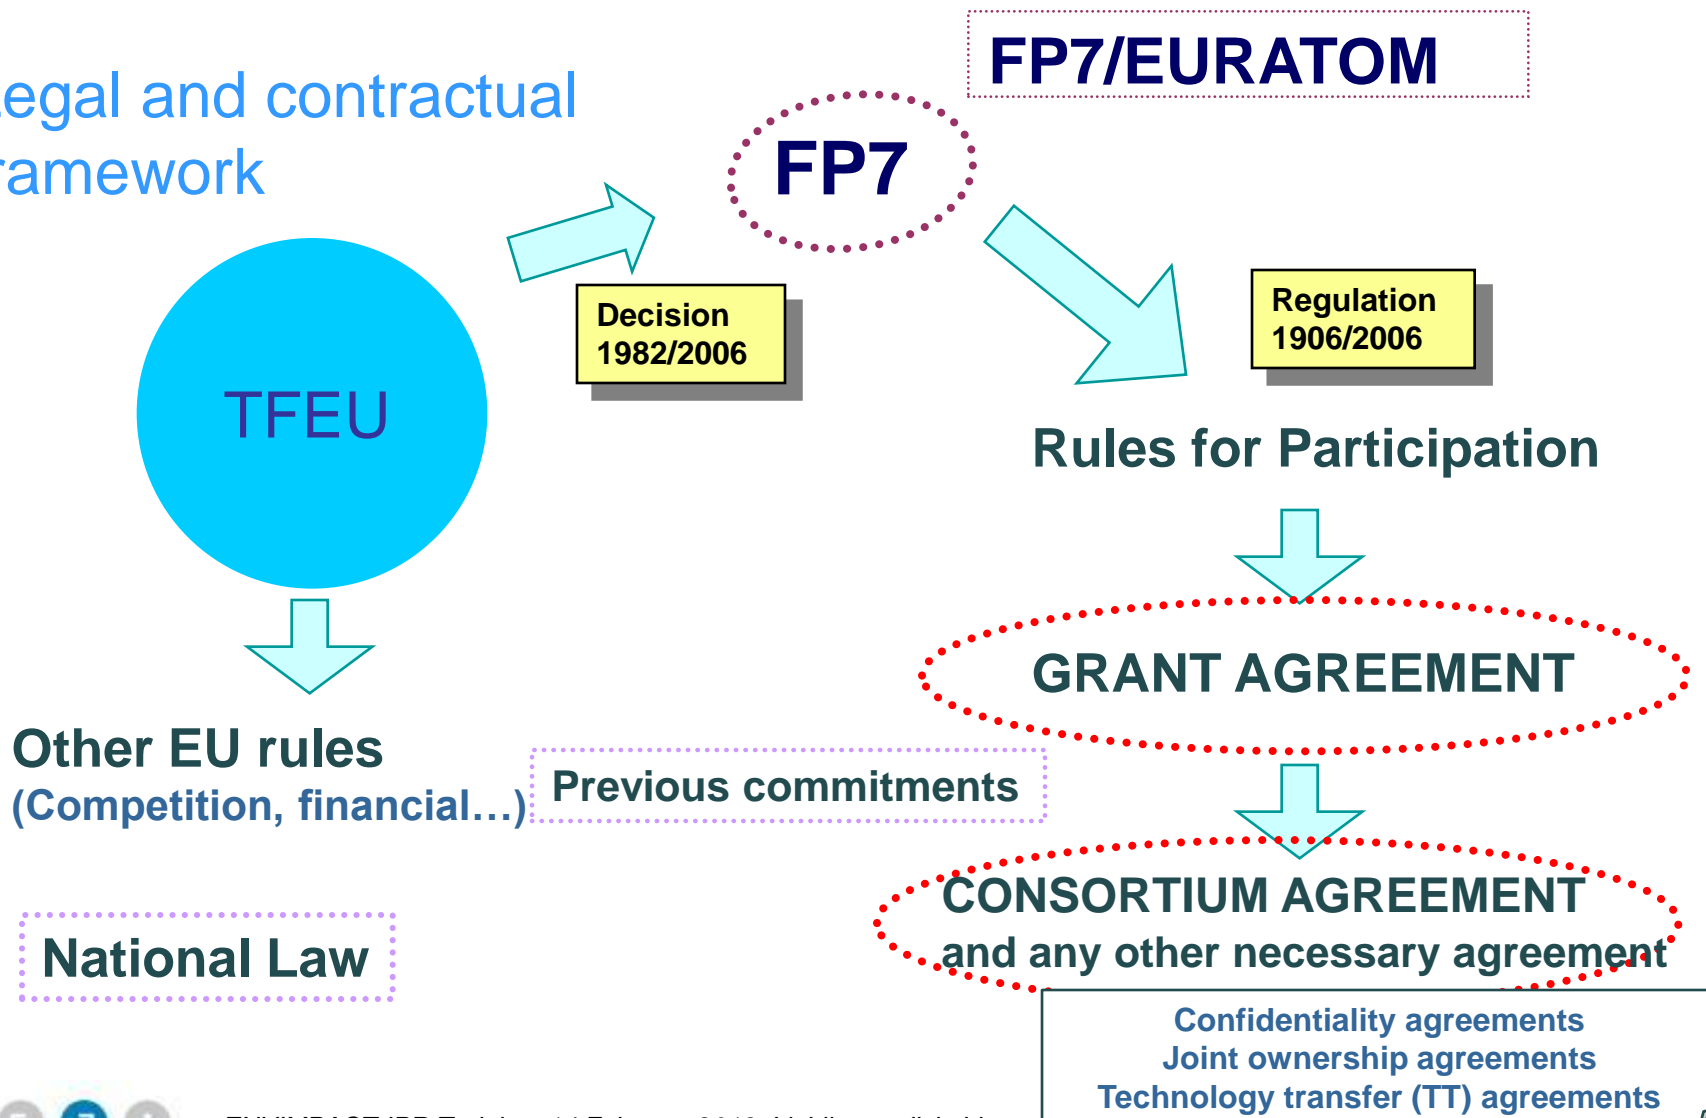 FP7/EURATOM
egal and contractual
ramework
FP7
Decision
1982/2006
Regulation
1906/2006
TFEU
Rules for Participation
GRANT AGREEMENT
Other EU rules
(Competition, financial…)
Previous commitments
CONSORTIUM AGREEMENT
and any other necessary agreement
National Law
Confidentiality agreements
Joint ownership agreements
Technology transfer (TT) agreements